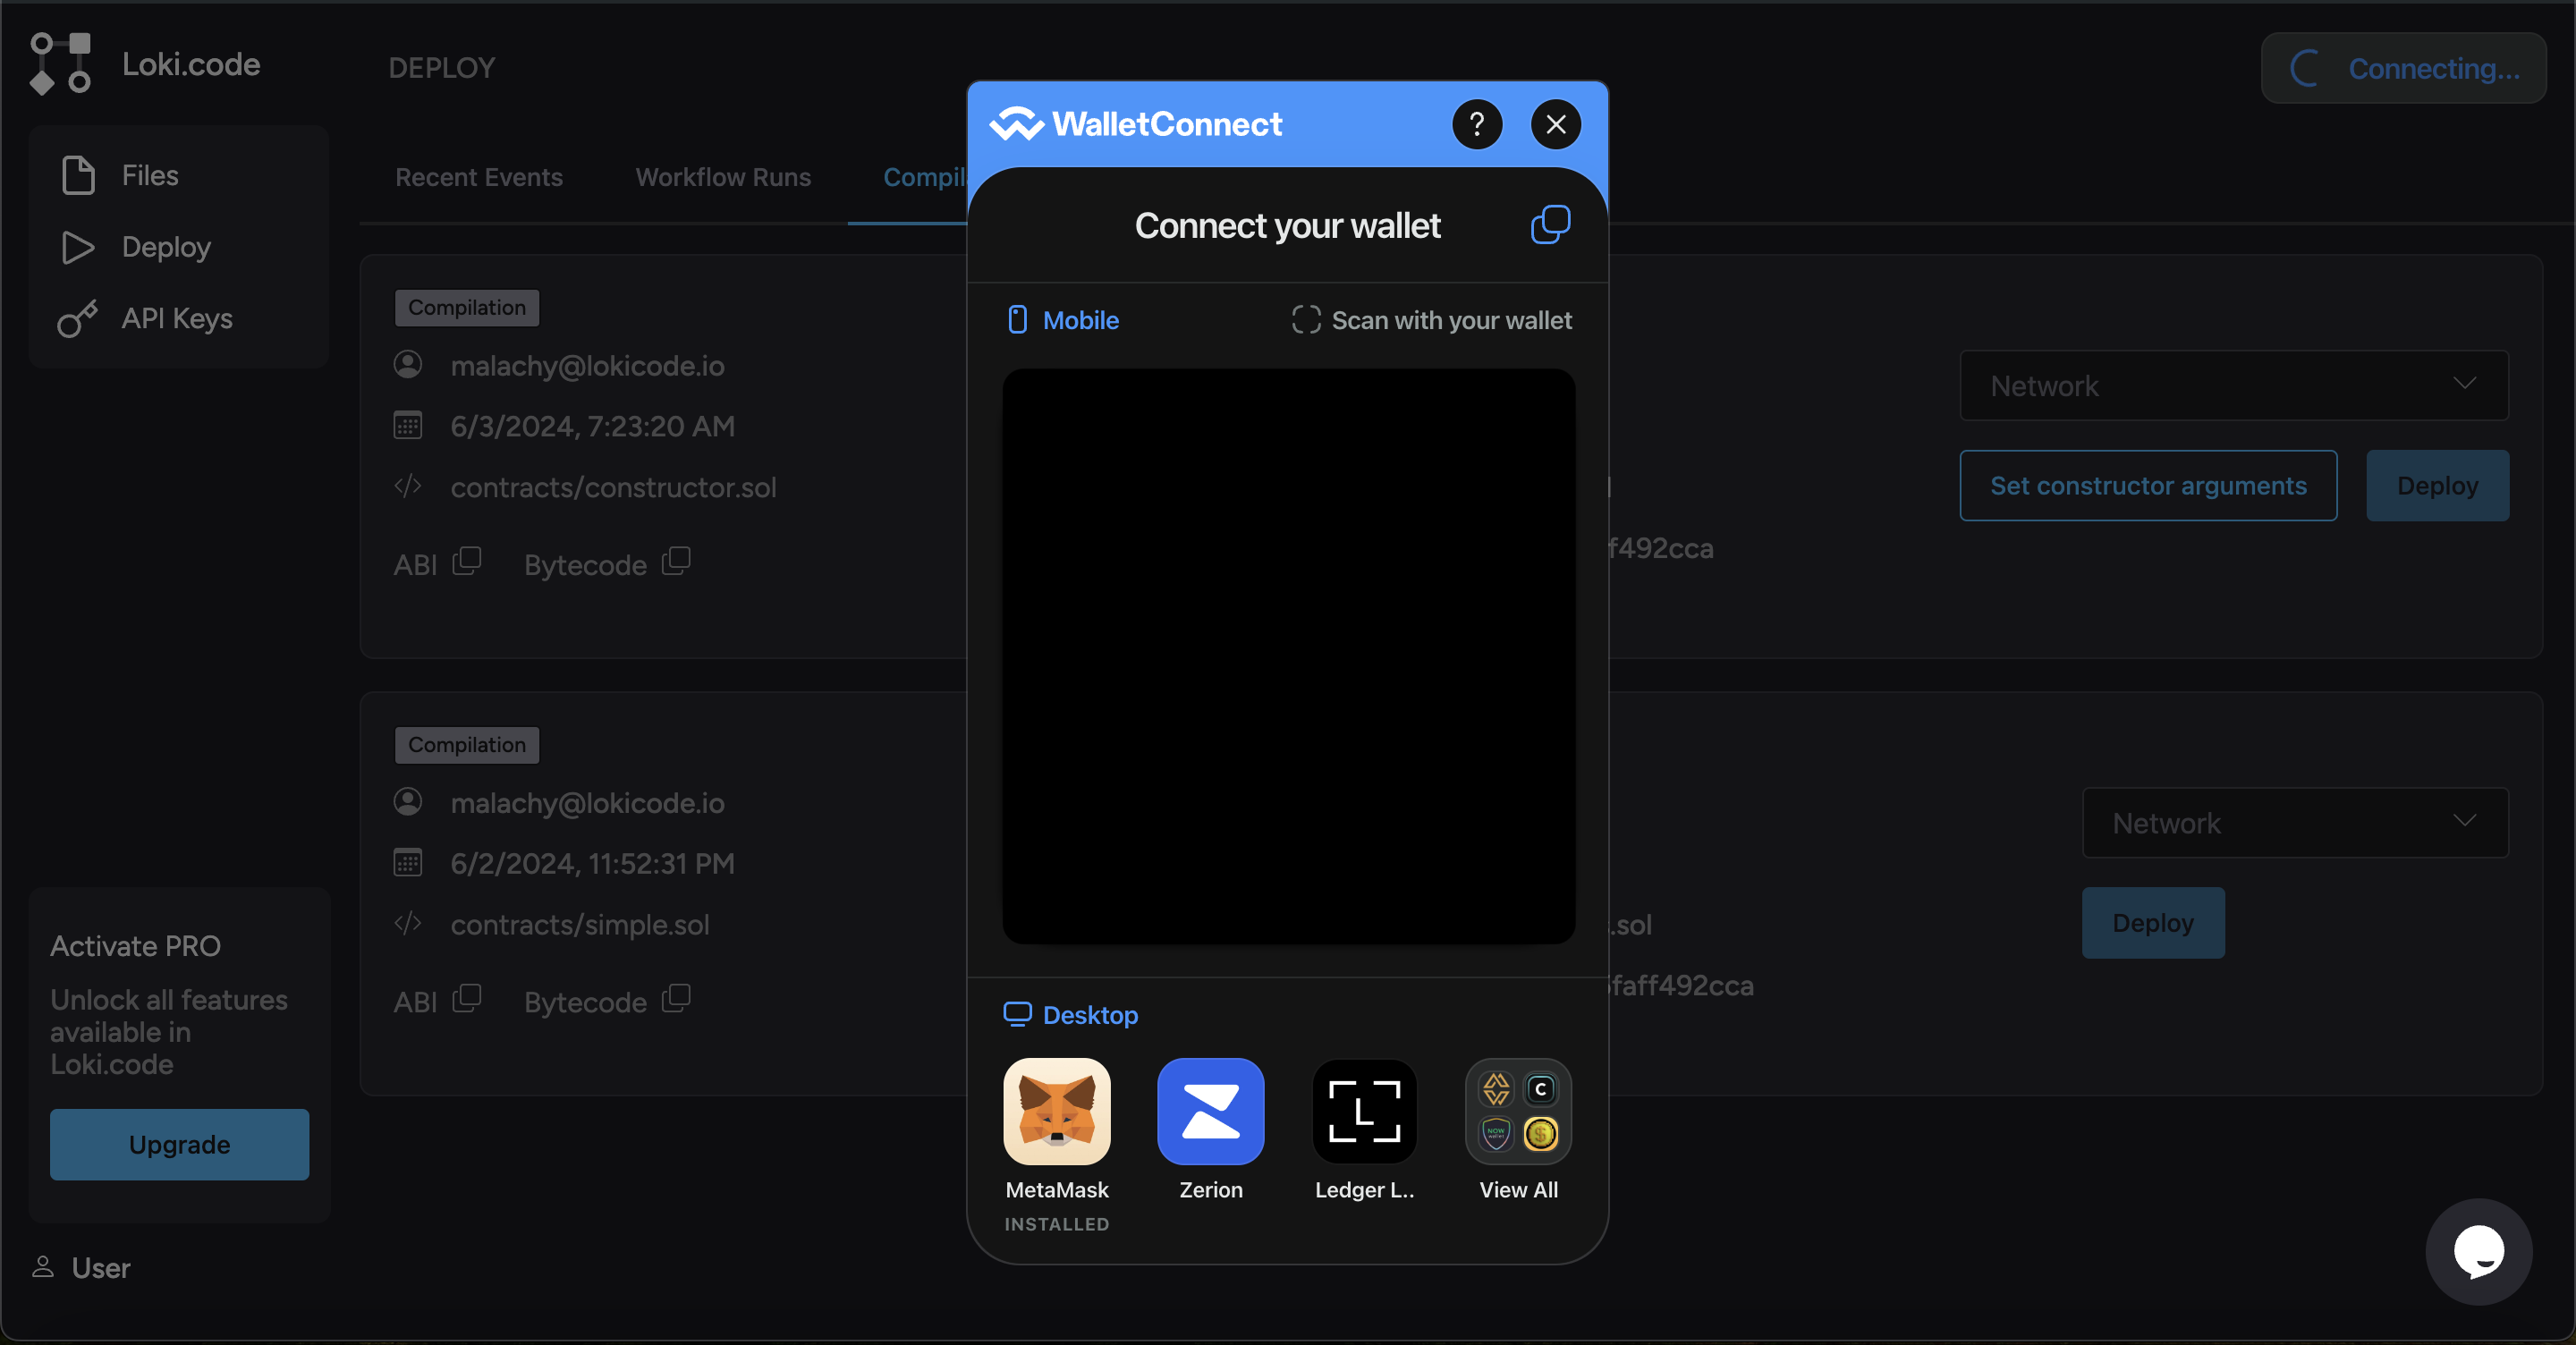 Loki.code
DEPLOY
Connecting...
Files
Deploy
API Keys
Recent Events
Workflow Runs
WalletConnect
?
Connect your wallet
Mobile
Scan with your wallet
Compilation
malachy@lokicode.io
6/3/2024, 7:23:20 AM
contracts/constructor.sol
ABI
Bytecode
f492cca
Network
Set constructor arguments
Deploy
Compilation
malachy@lokicode.io
6/2/2024, 11:52:31 PM
contracts/simple.sol
ABI
Bytecode
.sol
faff492cca
Network
Deploy
Desktop
MetaMask
INSTALLED
Zerion
L
Ledger L..
C
NOW
View All
Activate PRO
Unlock all features
available in
Loki.code
Upgrade
User